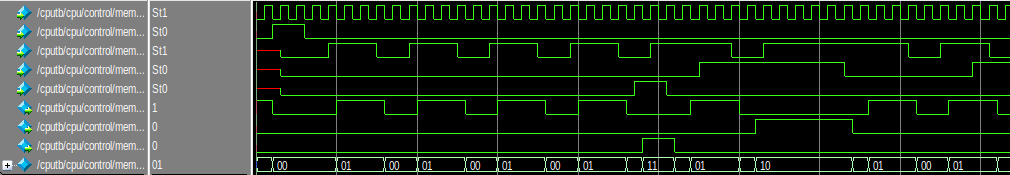 /cputb/cpu/control/mem... St1
/cputb/cpu/control/mem... St0
/cputb/cpu/control/mem... St1
/cputb/cpu/control/mem... St0
/cputb/cpu/control/mem... St0
/cputb/cpu/control/mem... 1
/cputb/cpu/control/mem... 0
/cputb/cpu/control/mem... 0
/cputb/cpu/control/mem... 01 00 01 00 01 00 01 00 01 11 01 10 01 00 01